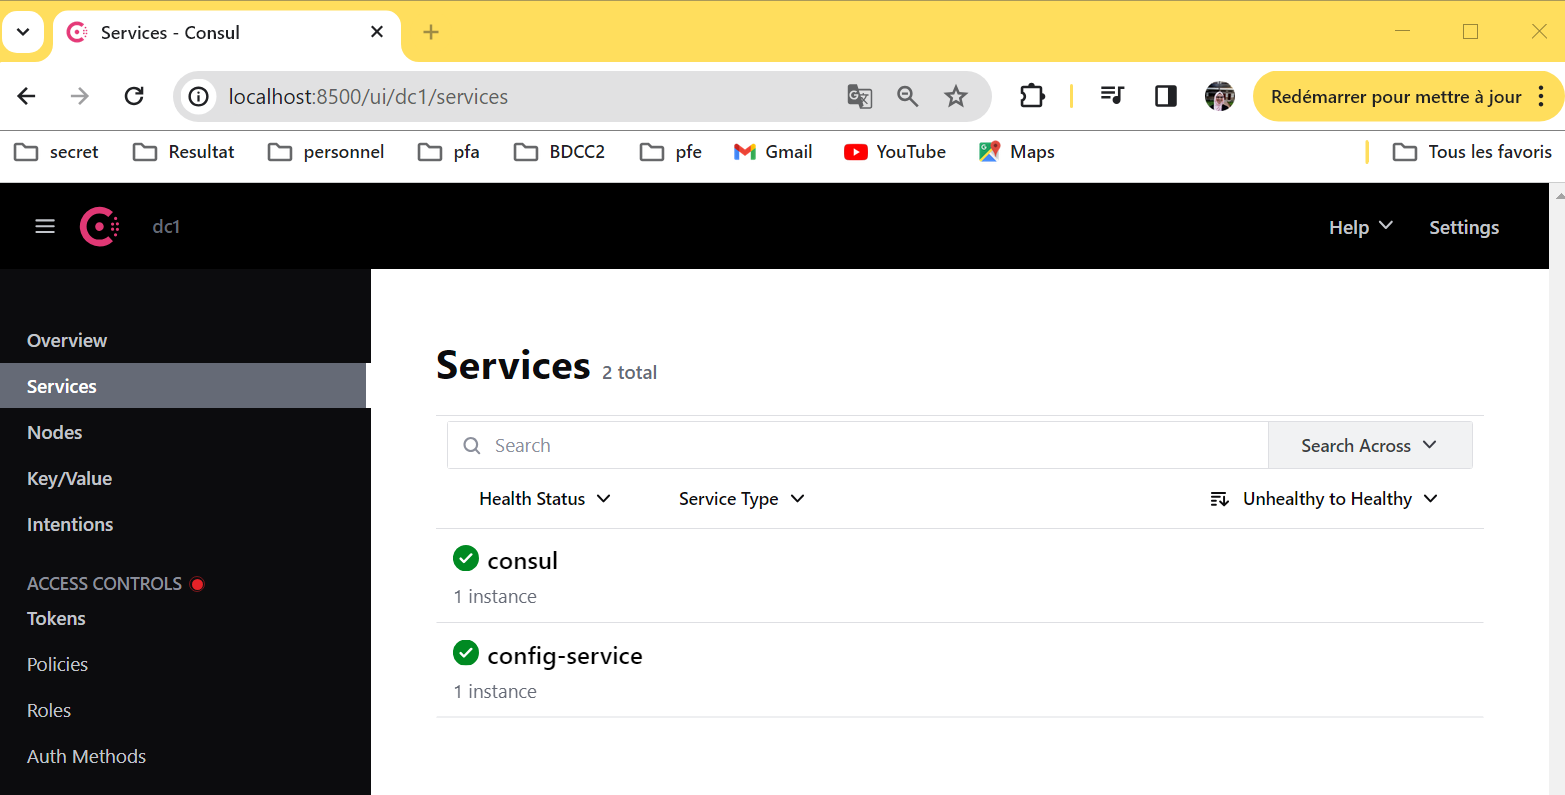 Services - Consul
localhost:8500/ui/dc1/services
Redémarrer pour mettre à jour
secret Resultat personnel pfa BDCC2 pfe Gmail YouTube Maps Tous les favoris
dc1 Help Settings
Overview
Services
Nodes
Key/Value
Intentions
ACCESS CONTROLS
Tokens
Policies
Roles
Auth Methods
Services 2 total
Search Search Across
Health Status Service Type Unhealthy to Healthy
consul
1 instance
config-service
1 instance